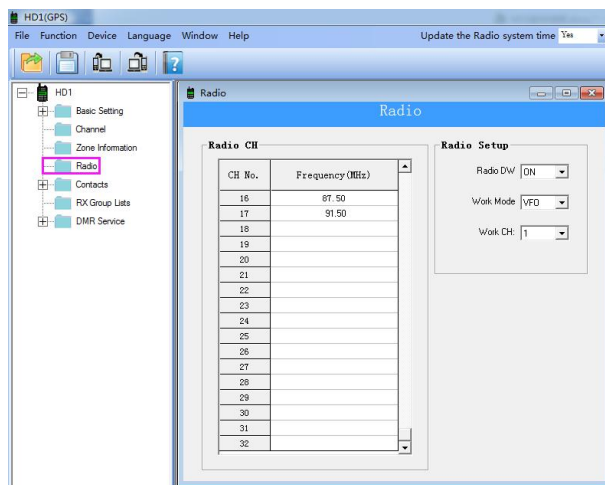 HD1(GPS)
File Function Device Language Window Help Update the Radio system time Yes
HD1
Basic Setting
Channel
Zone Information
Radio
Contacts
RX Group Lists
DMR Service
Radio
Radio
Radio CH
CH No. Frequency(MHz)
16 87.50
17 91.50
18
19
20
21
22
23
24
25
26
27
28
29
30
31
32
Radio Setup
Radio DW ON
Work Mode VFO
Work CH: 1